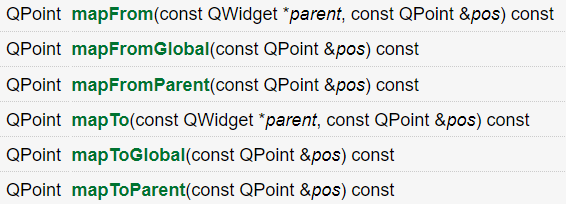 QPoint mapFrom(const QWidget *parent, const QPoint &pos) const
QPoint mapFromGlobal(const QPoint &pos) const
QPoint mapFromParent(const QPoint &pos) const
QPoint mapTo(const QWidget *parent, const QPoint &pos) const
QPoint mapToGlobal(const QPoint &pos) const
QPoint mapToParent(const QPoint &pos) const